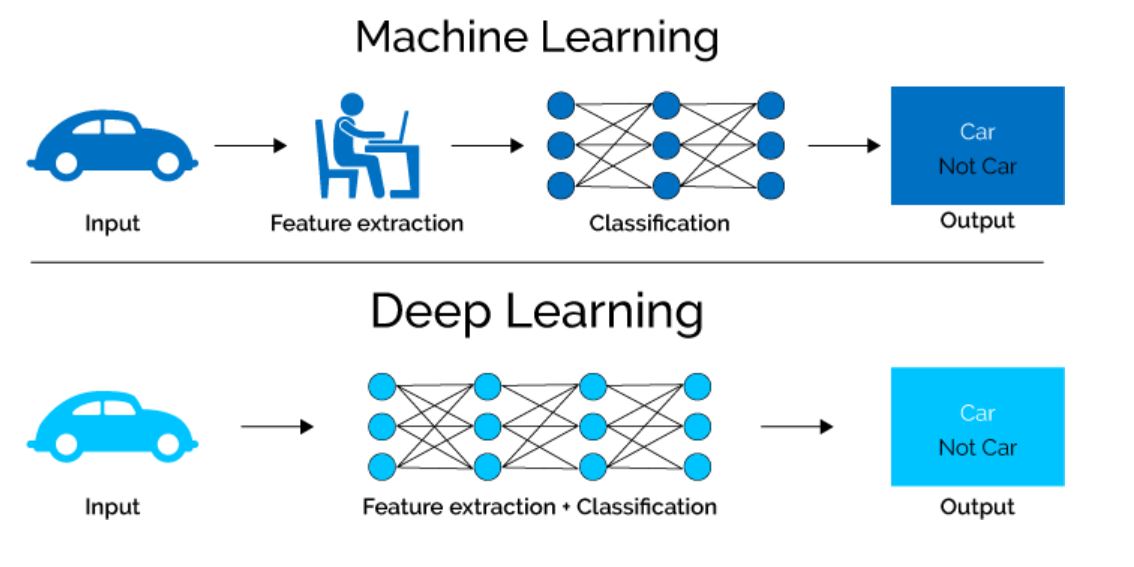 Machine Learning
Car
Not Car
Input
Feature extraction
Classification
Output
Deep Learning
Car
Not Car
Input
Feature extraction + Classification
Output